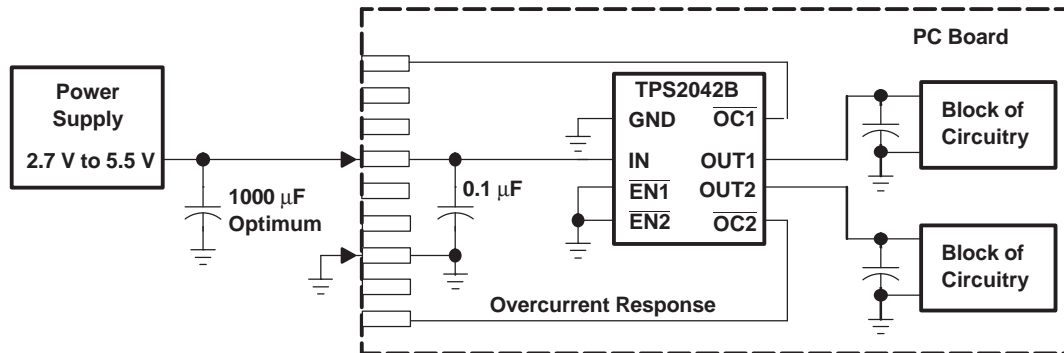 PC Board
Power
Supply
2.7 V to 5.5 V
1000 μF
Optimum
0.1 μF
TPS2042B
GND
IN
EN1
EN2
OC1
OUT1
OUT2
OC2
Overcurrent Response
Block of
Circuitry
Block of
Circuitry